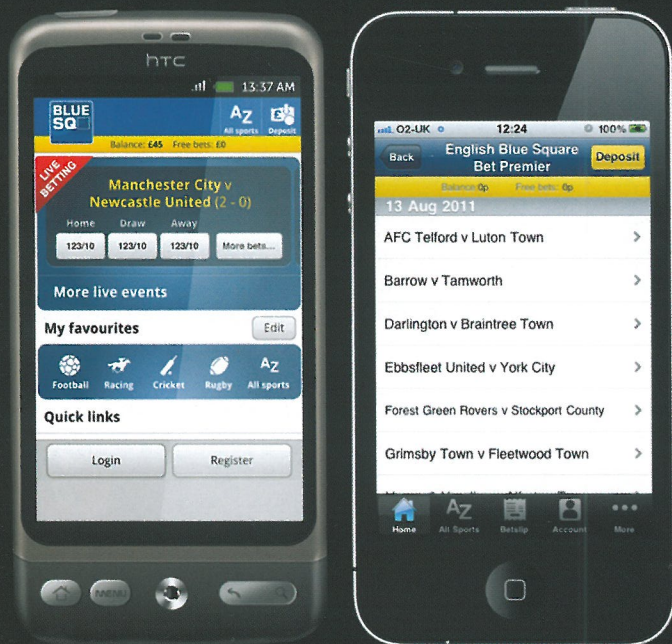 hTC
13:37 AM
BLUE
SQ
AZ
All sports
Deposit
Balance: £45 Free bets: £0
LIVE
BETTING
Manchester City v
Newcastle United (2 - 0)
Home Draw Away
123/10 123/10 123/10 More bets...
More live events
My favourites Edit
AZ
Football Racing Cricket Rugby All sports
Quick links
Login Register
MENU
O2-UK 12:24 100%
Back English Blue Square
Bet Premier Deposit
Balance: 0p Free bets: 0p
13 Aug 2011
AFC Telford v Luton Town
Barrow v Tamworth
Darlington v Braintree Town
Ebbsfleet United v York City
Forest Green Rovers v Stockport County
Grimsby Town v Fleetwood Town
AZ
Home All Sports Betslip Account More